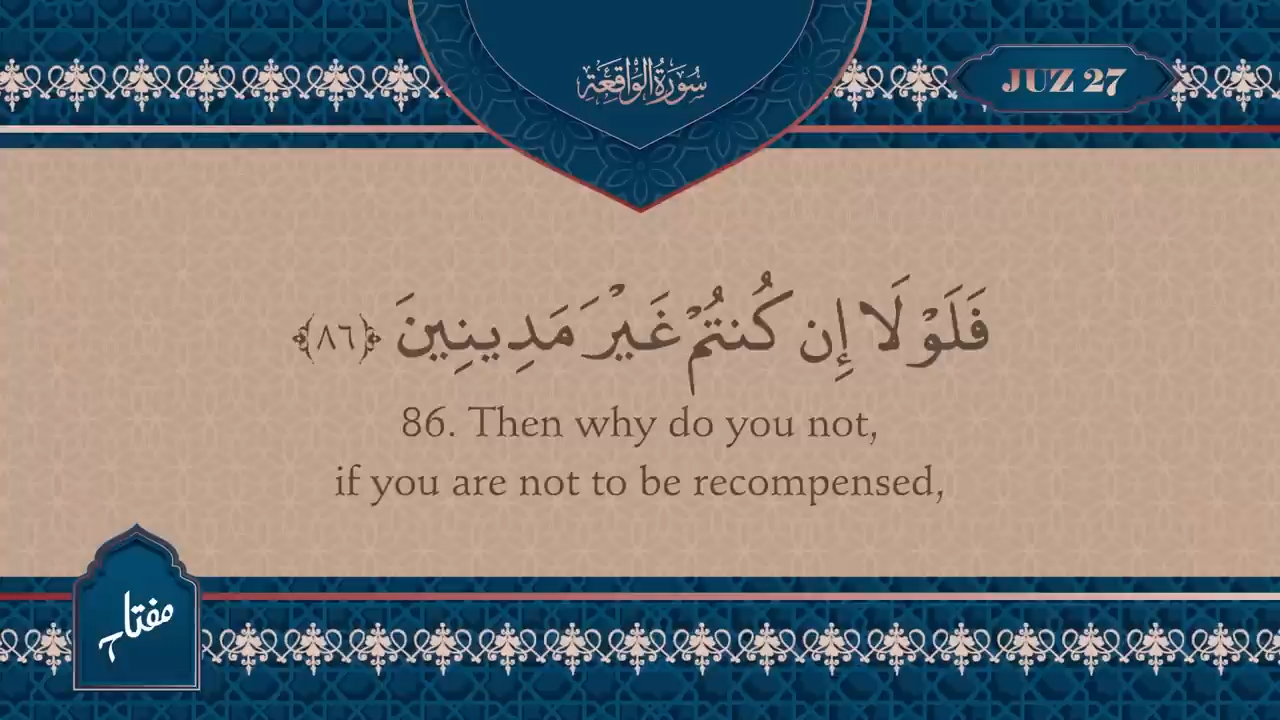 سُورَةُ الوَاقِعَةِ
JUZ 27
فَلَوْلَا إِن كُنتُمْ غَيْرَ مَدِينِينَ ﴿٨٦﴾
86. Then why do you not,
if you are not to be recompensed,
مفتاح